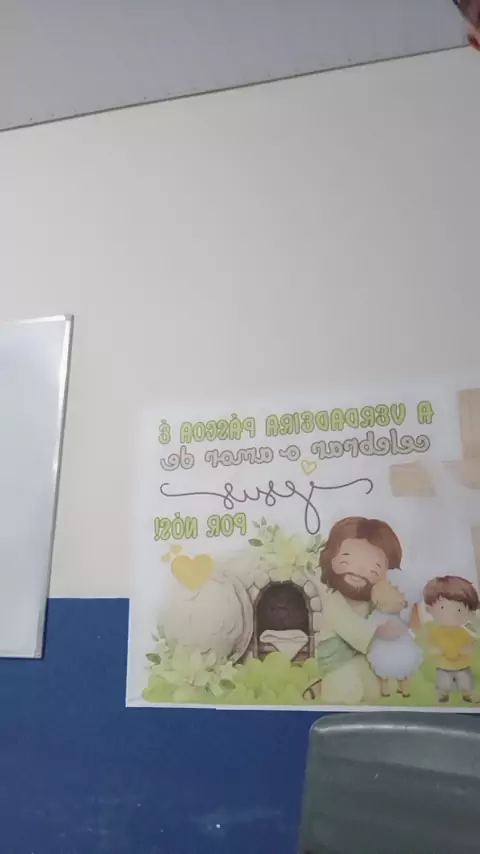 A VERDADEIRA PÁSCOA É
celebrar o amor de
Jesus
POR NÓS!